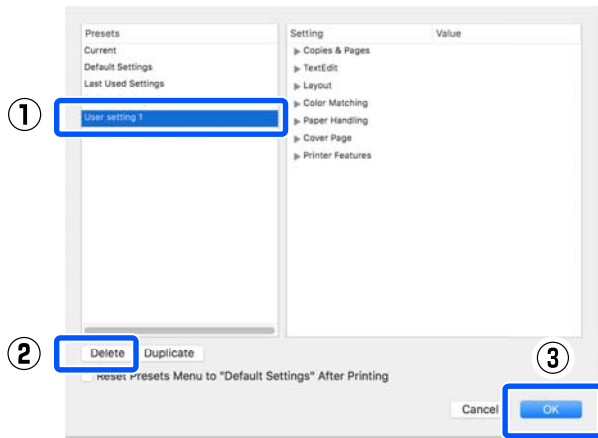 Presets
Current
Default Settings
Last Used Settings
User setting 1
Setting Value
▶ Copies & Pages
▶ TextEdit
▶ Layout
▶ Color Matching
▶ Paper Handling
▶ Cover Page
▶ Printer Features
①
②
Delete Duplicate
③
Reset Presets Menu to "Default Settings" After Printing
Cancel OK